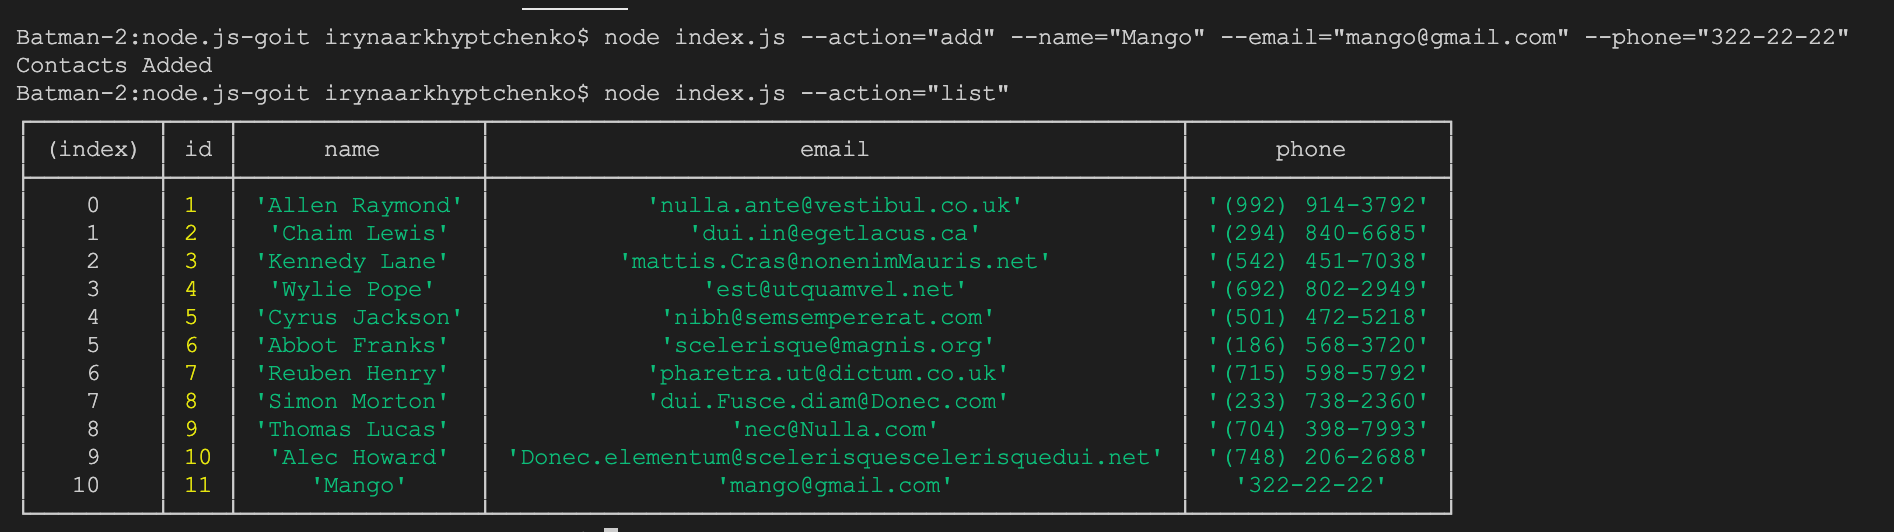 Batman-2:node.js-goit irynaarkhyptchenko$ node index.js --action="add" --name="Mango" --email="mango@gmail.com" --phone="322-22-22"
Contacts Added
Batman-2:node.js-goit irynaarkhyptchenko$ node index.js --action="list"
(index) id name email phone
0 1 'Allen Raymond' 'nulla.ante@vestibul.co.uk' '(992) 914-3792'
1 2 'Chaim Lewis' 'dui.in@egetlacus.ca' '(294) 840-6685'
2 3 'Kennedy Lane' 'mattis.Cras@nonenimMauris.net' '(542) 451-7038'
3 4 'Wylie Pope' 'est@utquamvel.net' '(692) 802-2949'
4 5 'Cyrus Jackson' 'nibh@semsempererat.com' '(501) 472-5218'
5 6 'Abbot Franks' 'scelerisque@magnis.org' '(186) 568-3720'
6 7 'Reuben Henry' 'pharetra.ut@dictum.co.uk' '(715) 598-5792'
7 8 'Simon Morton' 'dui.Fusce.diam@Donec.com' '(233) 738-2360'
8 9 'Thomas Lucas' 'nec@Nulla.com' '(704) 398-7993'
9 10 'Alec Howard' 'Donec.elementum@scelerisquescelerisquedui.net' '(748) 206-2688'
10 11 'Mango' 'mango@gmail.com' '322-22-22'